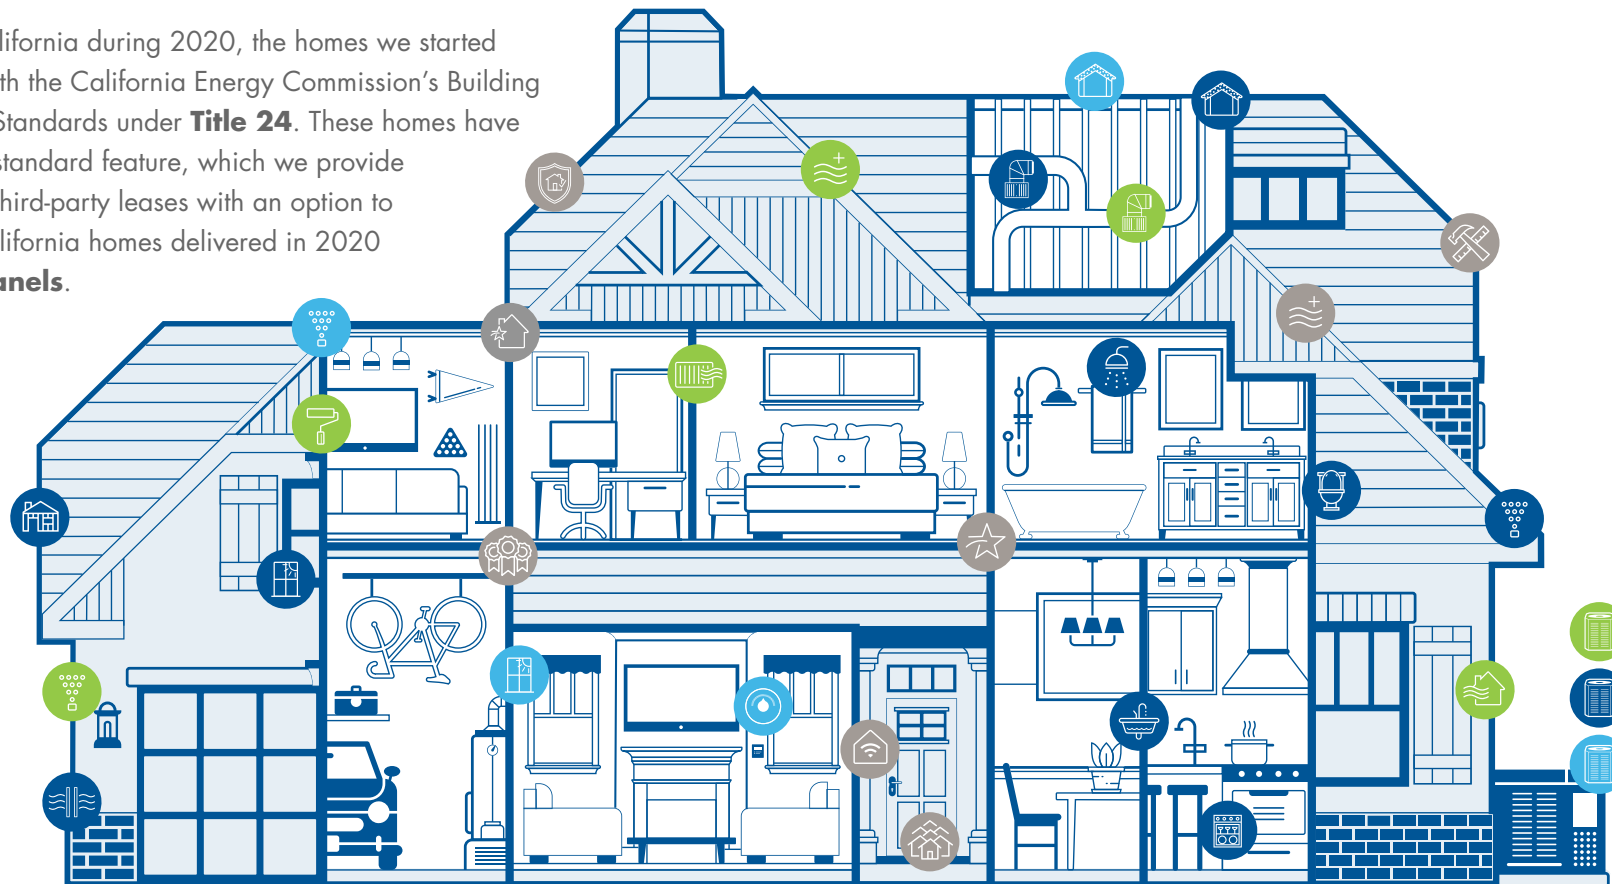 lifornia during 2020, the homes we started
th the California Energy Commission’s Building
Standards under Title 24. These homes have
standard feature, which we provide
third-party leases with an option to
lifornia homes delivered in 2020
anels.